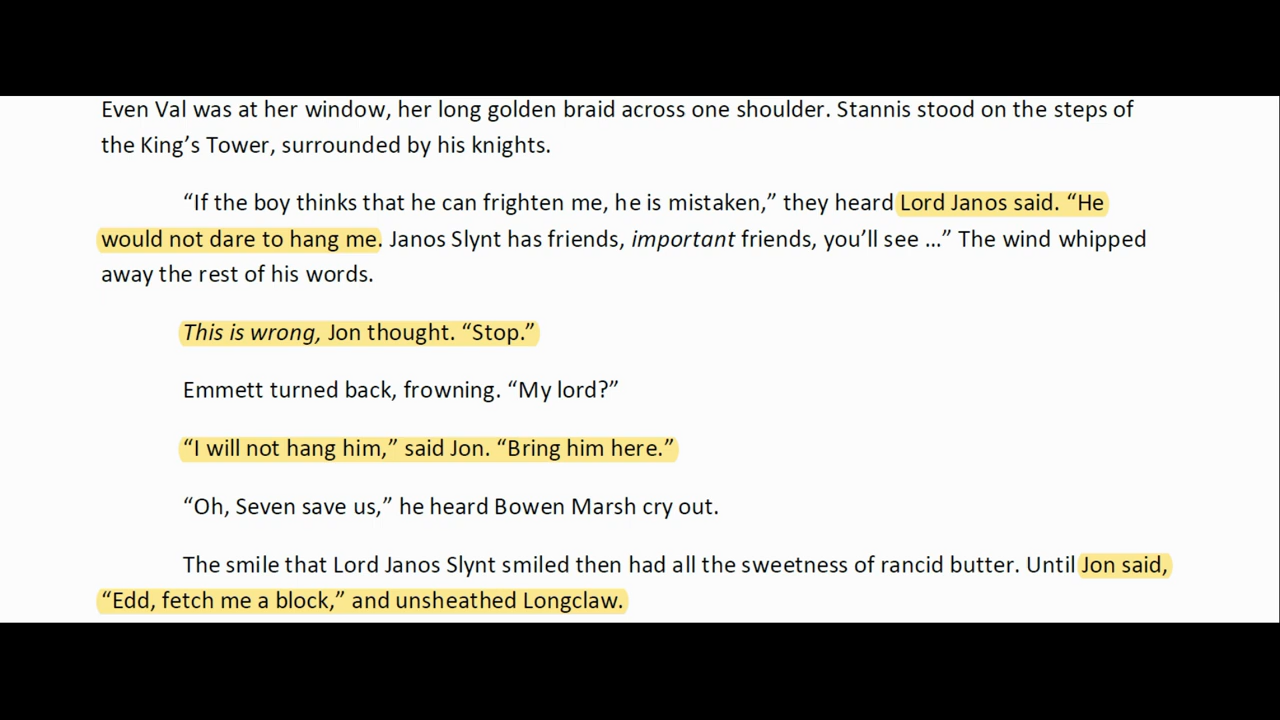 Even Val was at her window, her long golden braid across one shoulder. Stannis stood on the steps of
the King’s Tower, surrounded by his knights.
“If the boy thinks that he can frighten me, he is mistaken,” they heard Lord Janos said. “He
would not dare to hang me. Janos Slynt has friends, important friends, you’ll see …” The wind whipped
away the rest of his words.
This is wrong, Jon thought. “Stop.”
Emmett turned back, frowning. “My lord?”
“I will not hang him,” said Jon. “Bring him here.”
“Oh, Seven save us,” he heard Bowen Marsh cry out.
The smile that Lord Janos Slynt smiled then had all the sweetness of rancid butter. Until Jon said,
“Edd, fetch me a block,” and unsheathed Longclaw.